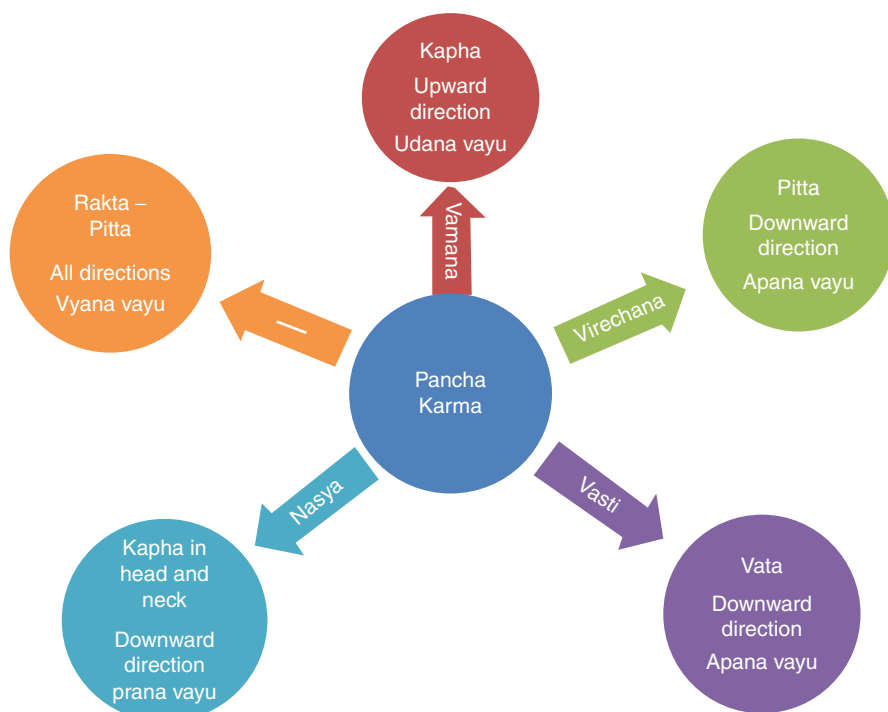 Kapha
Upward
direction
Udana vayu
Vamana
Pitta
Downward
direction
Apana vayu
Virechana
Rakta –
Pitta
All directions
Vyana vayu
—
Pancha
Karma
Nasya
Vasti
Kapha in
head and
neck
Downward
direction
prana vayu
Vata
Downward
direction
Apana vayu